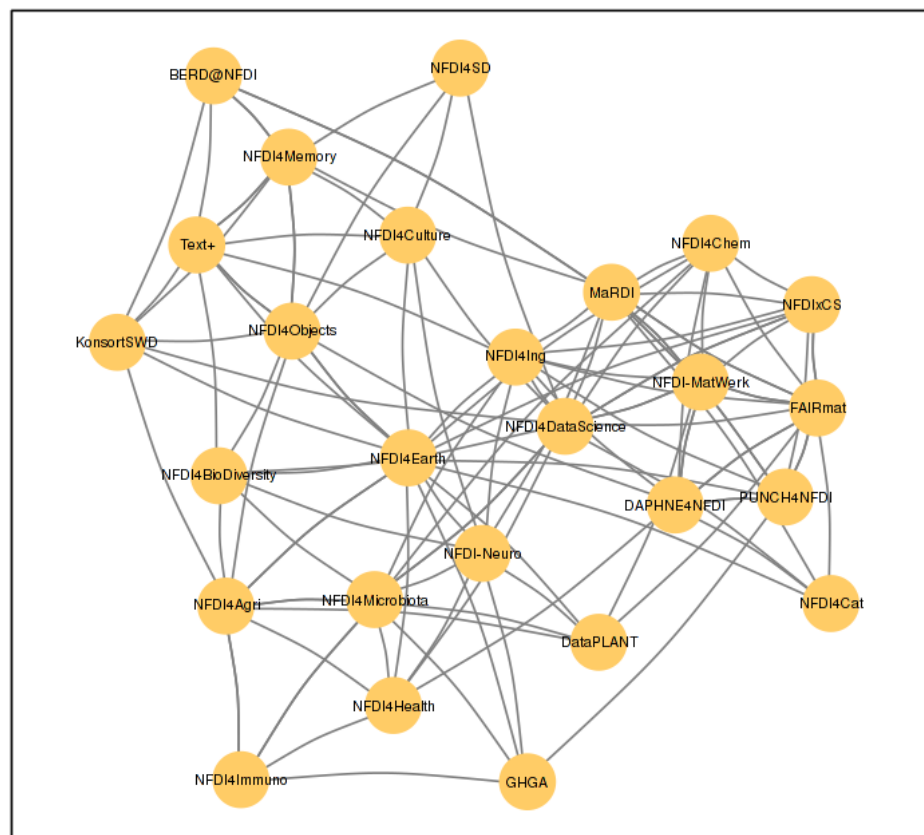 NFDI4SD
BERD@NFDI
NFDI4Memory
NFDI4Culture
Text+
NFDI4Chem
MaRDI
NFDIxCS
NFDI4Objects
KonsortSWD
NFDI4Ing
NFDI-MatWerk
FAIRmat
NFDI4DataScience
NFDI4Earth
NFDI4BioDiversity
PUNCH4NFDI
DAPHNE4NFDI
NFDI-Neuro
NFDI4Microbiota
NFDI4Agri
NFDI4Cat
DataPLANT
NFDI4Health
NFDI4Immuno
GHGA